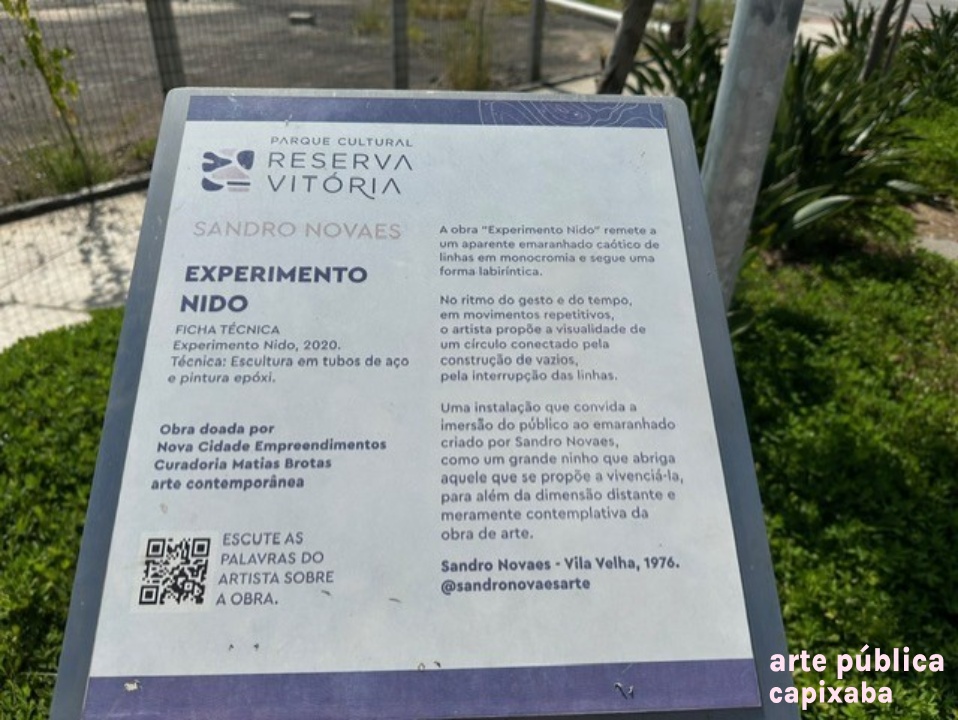 PARQUE CULTURAL
RESERVA
VITÓRIA
SANDRO NOVAES
EXPERIMENTO
NIDO
FICHA TÉCNICA
Experimento Nido, 2020.
Técnica: Escultura em tubos de aço
e pintura epóxi.
Obra doada por
Nova Cidade Empreendimentos
Curadoria Matias Brotas
arte contemporânea
ESCUTE AS
PALAVRAS DO
ARTISTA SOBRE
A OBRA.
A obra “Experimento Nido” remete a
um aparente emaranhado caótico de
linhas em monocromia e segue uma
forma labiríntica.
No ritmo do gesto e do tempo,
em movimentos repetitivos,
o artista propõe a visualidade de
um círculo conectado pela
construção de vazios,
pela interrupção das linhas.
Uma instalação que convida a
imersão do público ao emaranhado
criado por Sandro Novaes,
como um grande ninho que abriga
aquele que se propõe a vivenciá-la,
para além da dimensão distante e
meramente contemplativa da
obra de arte.
Sandro Novaes - Vila Velha, 1976.
@sandronovaesarte
arte pública
capixaba